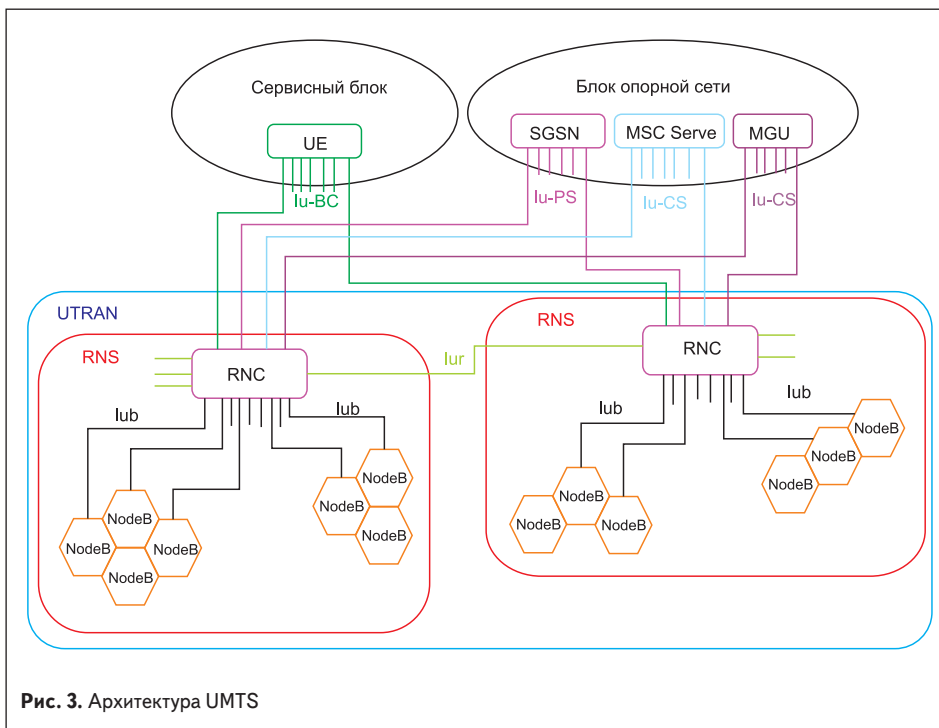 Сервисный блок
Блок опорной сети
UE
SGSN
MSC Serve
MGU
Iu-BC
Iu-PS
Iu-CS
Iu-CS
UTRAN
RNS
RNS
RNC
RNC
Iur
Iub
Iub
Iub
Iub
NodeB
NodeB
NodeB
NodeB
NodeB
NodeB
NodeB
NodeB
NodeB
NodeB
NodeB
NodeB
NodeB
Рис. 3. Архитектура UMTS